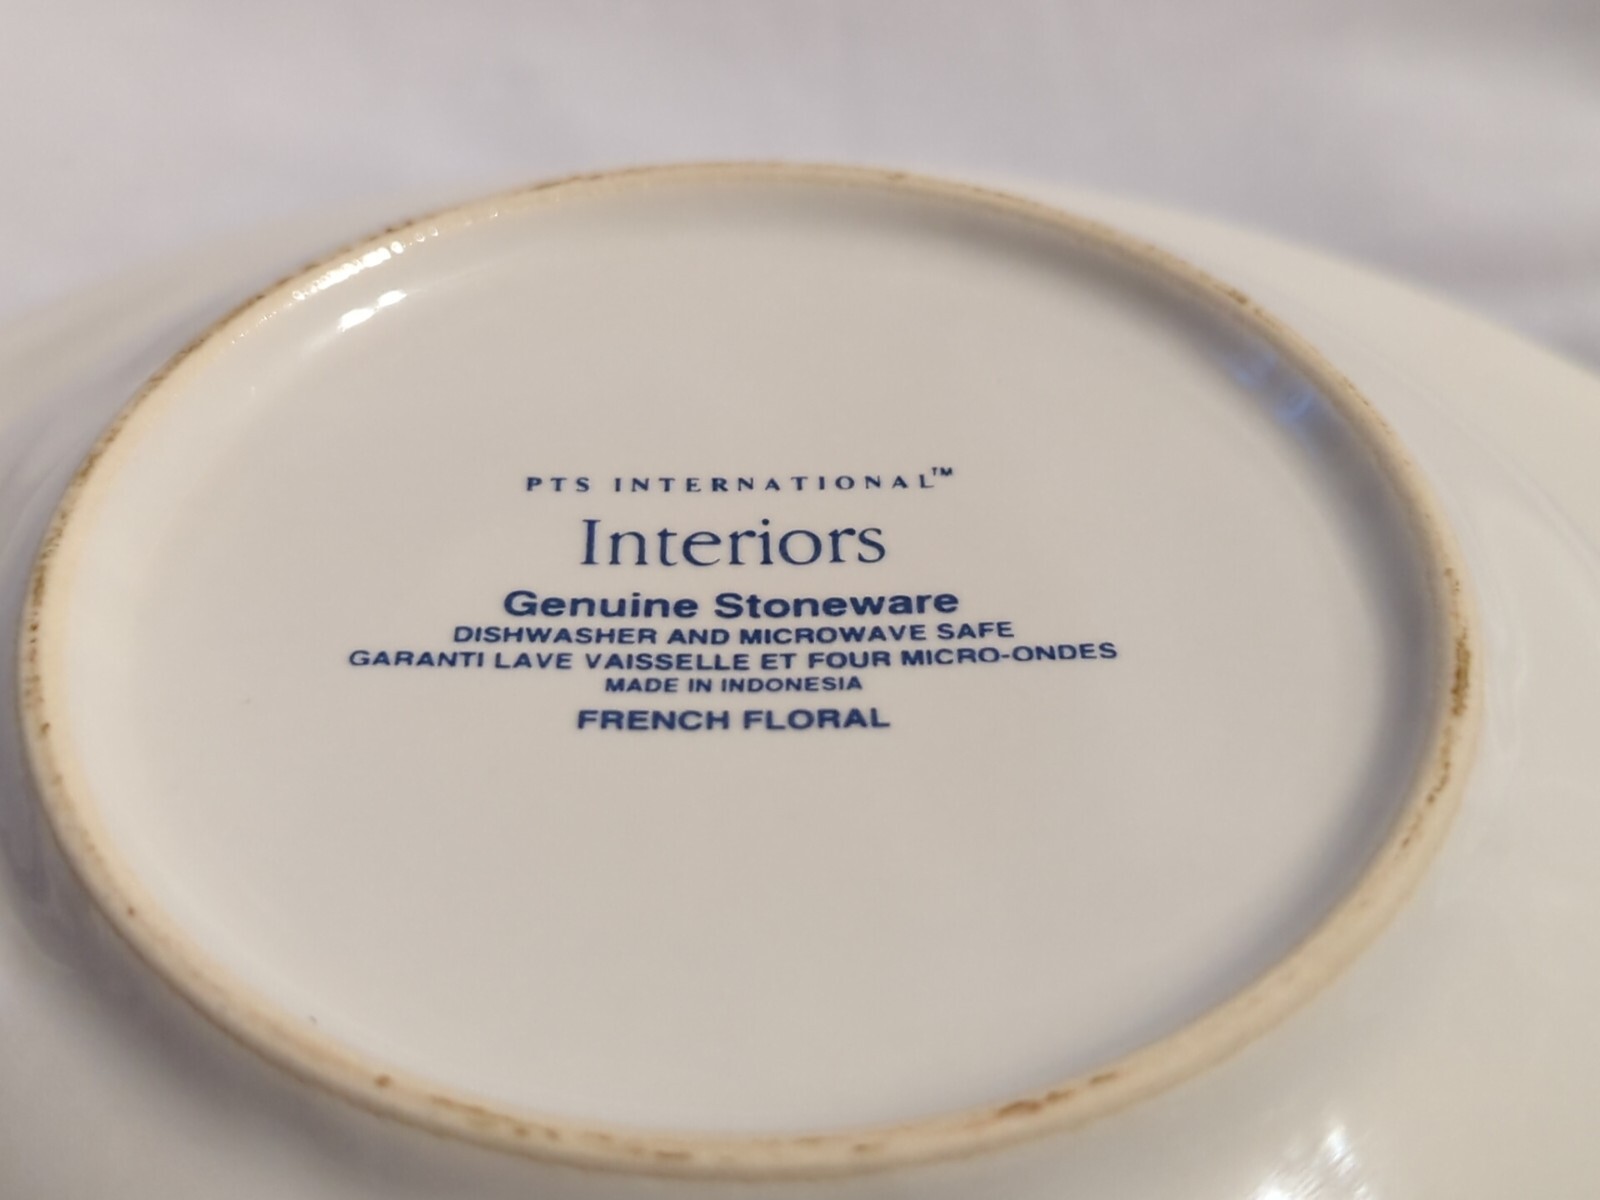 PTS INTERNATIONAL™
Interiors
Genuine Stoneware
DISHWASHER AND MICROWAVE SAFE
GARANTI LAVE VAISSELLE ET FOUR MICRO-ONDES
MADE IN INDONESIA
FRENCH FLORAL